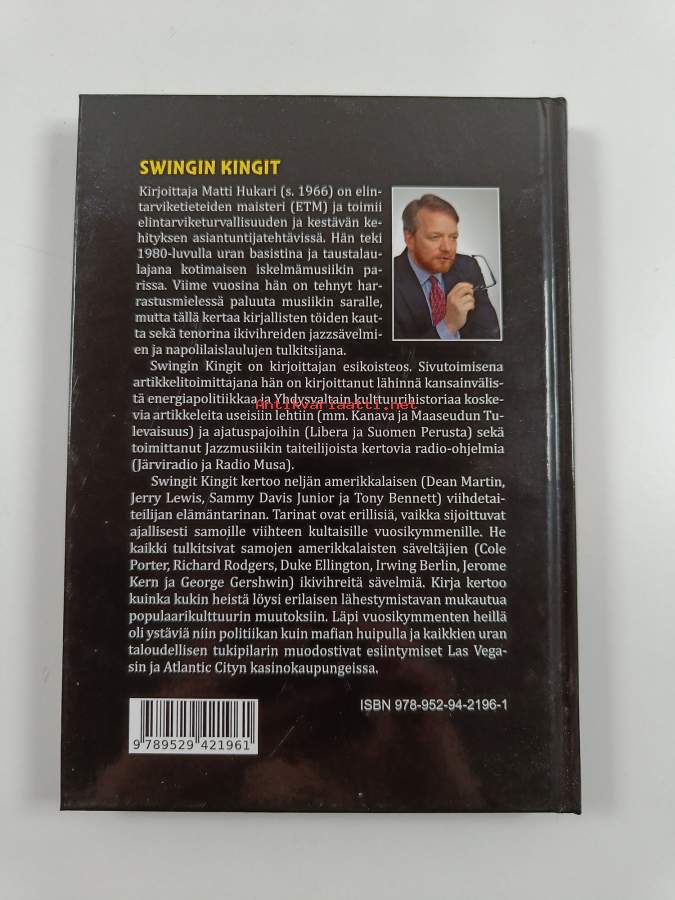 SWINGIN KINGIT
Kirjoittaja Matti Hukari (s. 1966) on elin-
tarviketieteiden maisteri (ETM) ja toimii
elintarviketurvallisuuden ja kestävän ke-
hityksen asiantuntijatehtävissä. Hän teki
1980-luvulla uran basistina ja taustalau-
lajana kotimaisen iskelmämusiikin pa-
rissa. Viime vuosina hän on tehnyt har-
rastusmielessä paluuta musiikin saralle,
mutta tällä kertaa kirjallisten töiden kaut-
ta sekä tenorina ikivihreiden jazzsävelmi-
en ja napolilaislaulujen tulkitsijana.
Swingin Kingit on kirjoittajan esikoisteos. Sivutoimisena
artikkelitoimittajana hän on kirjoittanut lähinnä kansainvälis-
tä energiapolitiikkaa ja Yhdysvaltain kulttuurihistoriaa koske-
Antikvariaatti.net
via artikkeleita useisiin lehtiin (mm. Kanava ja Maaseudun Tu-
levaisuus) ja ajatuspajoihin (Libera ja Suomen Perusta) sekä
toimittanut Jazzmusiikin taiteilijoista kertovia radio-ohjelmia
(Järviradio ja Radio Musa).
Swingit Kingit kertoo neljän amerikkalaisen (Dean Martin,
Jerry Lewis, Sammy Davis Junior ja Tony Bennett) viihdetai-
teilijan elämäntarinan. Tarinat ovat erillisiä, vaikka sijoittuvat
ajallisesti samoille viihteen kultaisille vuosikymmenille. He
kaikki tulkitsivat samojen amerikkalaisten säveltäjien (Cole
Porter, Richard Rodgers, Duke Ellington, Irwing Berlin, Jerome
Kern ja George Gershwin) ikivihreitä sävelmiä. Kirja kertoo
kuinka kukin heistä löysi erilaisen lähestymistavan mukautua
populaarikulttuurin muutoksiin. Läpi vuosikymmenten heillä
oli ystäviä niin politiikan kuin mafian huipulla ja kaikkien uran
taloudellisen tukipilarin muodostivat esiintymiset Las Vega-
sin ja Atlantic Cityn kasinokaupungeissa.
ISBN 978-952-94-2196-1
9 789529 421961